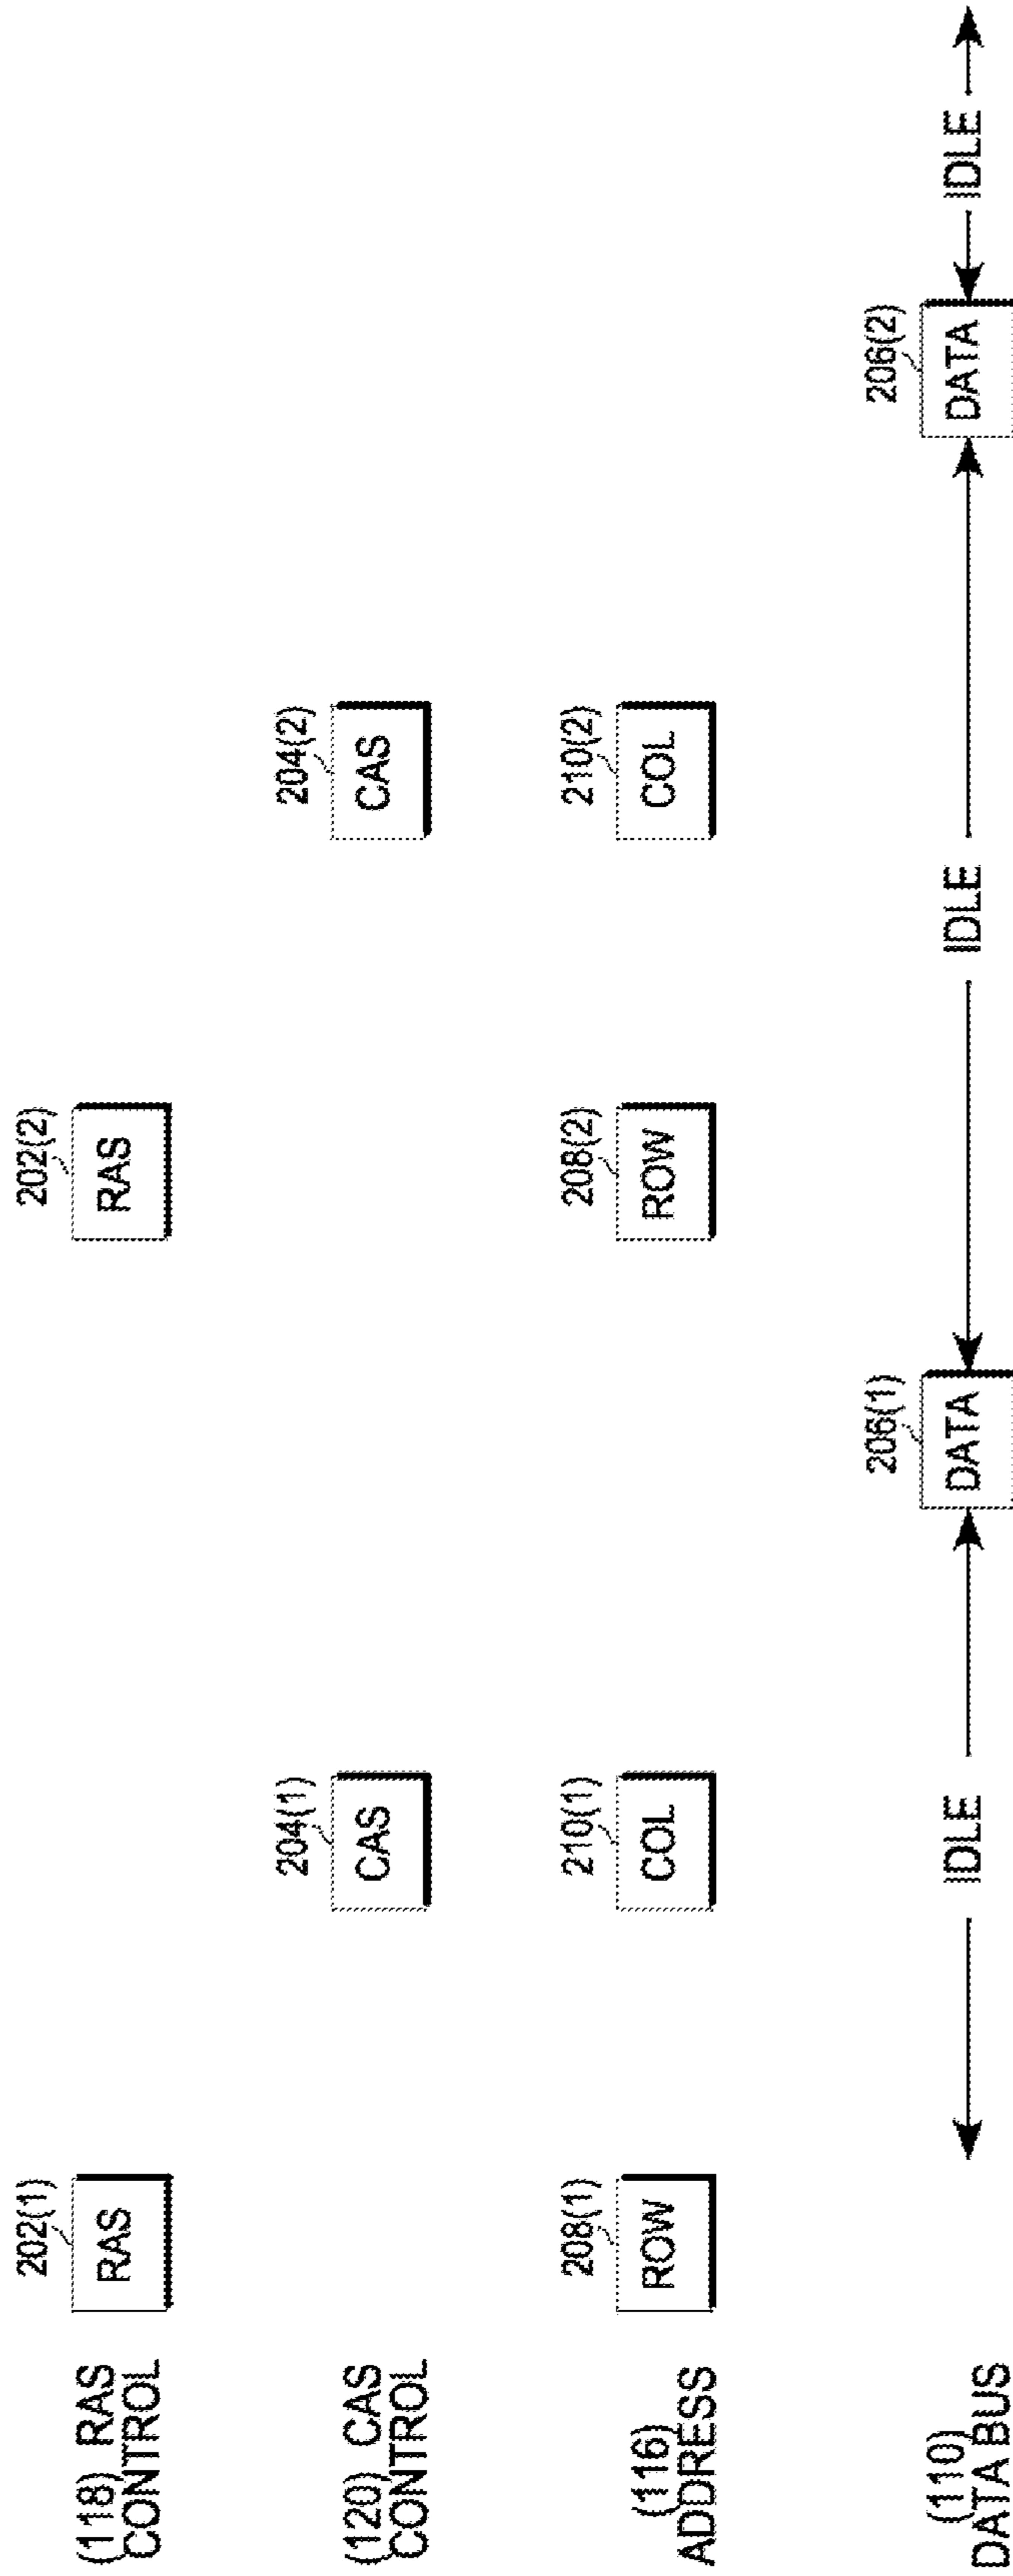 202(1)
202(2)
(118) RAS
CONTROL
RAS
RAS
204(1)
204(2)
(120) CAS
CONTROL
CAS
CAS
208(1)
210(1)
208(2)
210(2)
(116)
ADDRESS
ROW
COL
ROW
COL
206(1)
206(2)
(110)
DATA BUS
IDLE
DATA
IDLE
DATA
IDLE